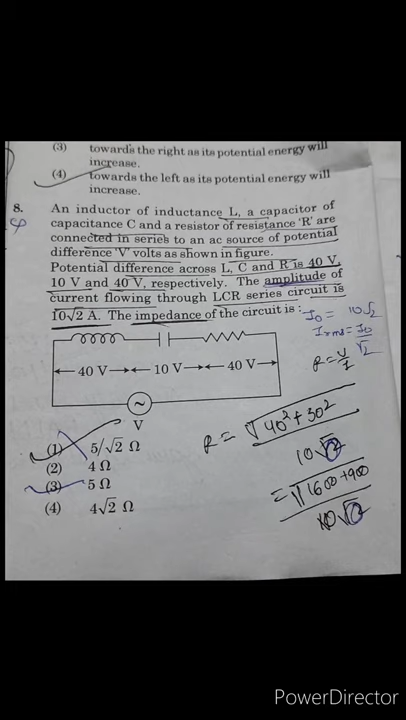 (3) towards the right as its potential energy will
increase.
(4) towards the left as its potential energy will
increase.
8. An inductor of inductance L, a capacitor of
capacitance C and a resistor of resistance 'R' are
connected in series to an ac source of potential
difference 'V' volts as shown in figure.
Potential difference across L, C and R is 40 V,
10 V and 40 V, respectively. The amplitude of
current flowing through LCR series circuit is
10√2 A. The impedance of the circuit is :
I₀ = 10√2
Irms = I₀/√2
R = V/I
40 V 10 V 40 V
~
V
(1) 5/√2 Ω
(2) 4 Ω
(3) 5 Ω
(4) 4√2 Ω
R = √40² + 30²
10√2
= √1600 + 900
10√2
PowerDirector